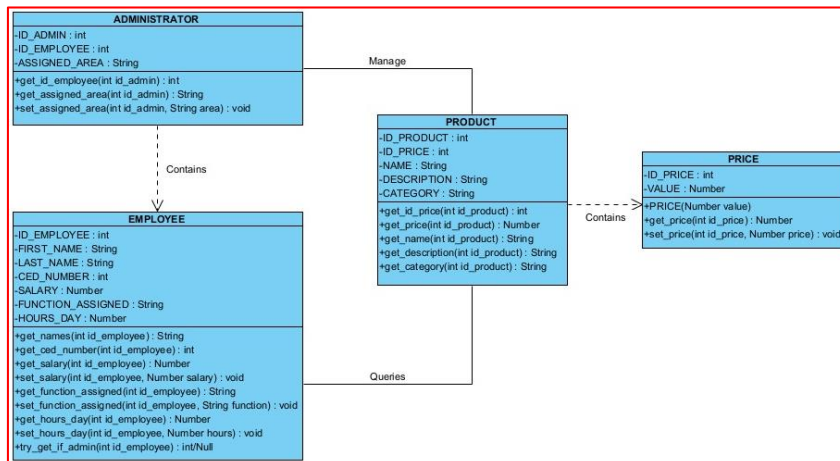 ADMINISTRATOR
-ID_ADMIN : int
-ID_EMPLOYEE : int
-ASSIGNED_AREA : String
+get_id_employee(int id_admin) : int
+get_assigned_area(int id_admin) : String
+set_assigned_area(int id_admin, String area) : void
Manage
Contains
PRODUCT
-ID_PRODUCT : int
-ID_PRICE : int
-NAME : String
-DESCRIPTION : String
-CATEGORY : String
+get_id_price(int id_product) : int
+get_price(int id_product) : Number
+get_name(int id_product) : String
+get_description(int id_product) : String
+get_category(int id_product) : String
Contains
PRICE
-ID_PRICE : int
-VALUE : Number
+PRICE(Number value)
+get_price(int id_price) : Number
+set_price(int id_price, Number price) : void
EMPLOYEE
-ID_EMPLOYEE : int
-FIRST_NAME : String
-LAST_NAME : String
-CED_NUMBER : int
-SALARY : Number
-FUNCTION_ASSIGNED : String
-HOURS_DAY : Number
+get_names(int id_employee) : String
+get_ced_number(int id_employee) : int
+get_salary(int id_employee) : Number
+set_salary(int id_employee, Number salary) : void
+get_function_assigned(int id_employee) : String
+set_function_assigned(int id_employee, String function) : void
+get_hours_day(int id_employee) : Number
+set_hours_day(int id_employee, Number hours) : void
+try_get_if_admin(int id_employee) : int/Null
Queries